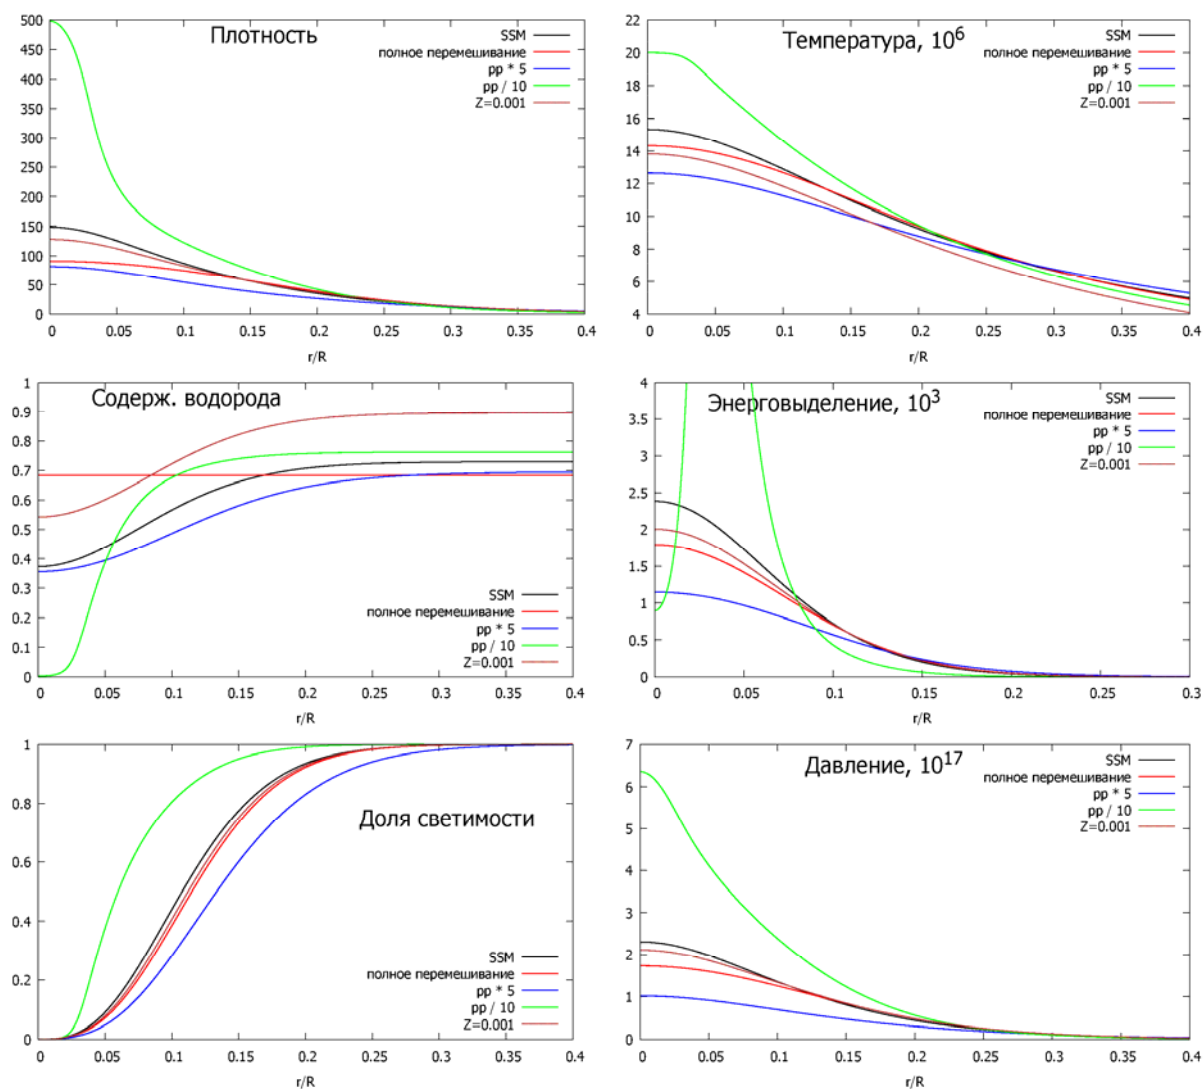 Плотность
SSM
полное перемешивание
pp * 5
pp / 10
Z=0.001
500
450
400
350
300
250
200
150
100
50
0
0 0.05 0.1 0.15 0.2 0.25 0.3 0.35 0.4
r/R
Температура, 10^6
SSM
полное перемешивание
pp * 5
pp / 10
Z=0.001
22
20
18
16
14
12
10
8
6
4
0 0.05 0.1 0.15 0.2 0.25 0.3 0.35 0.4
r/R
Содерж. водорода
1
0.9
0.8
0.7
0.6
0.5
0.4
0.3
0.2
0.1
0
SSM
полное перемешивание
pp * 5
pp / 10
Z=0.001
0 0.05 0.1 0.15 0.2 0.25 0.3 0.35 0.4
r/R
Энерговыделение, 10^3
SSM
полное перемешивание
pp * 5
pp / 10
Z=0.001
4
3.5
3
2.5
2
1.5
1
0.5
0
0 0.05 0.1 0.15 0.2 0.25 0.3
r/R
1
0.8
0.6
0.4
0.2
0
Доля светимости
SSM
полное перемешивание
pp * 5
pp / 10
Z=0.001
0 0.05 0.1 0.15 0.2 0.25 0.3 0.35 0.4
r/R
Давление, 10^17
SSM
полное перемешивание
pp * 5
pp / 10
Z=0.001
7
6
5
4
3
2
1
0
0 0.05 0.1 0.15 0.2 0.25 0.3 0.35 0.4
r/R